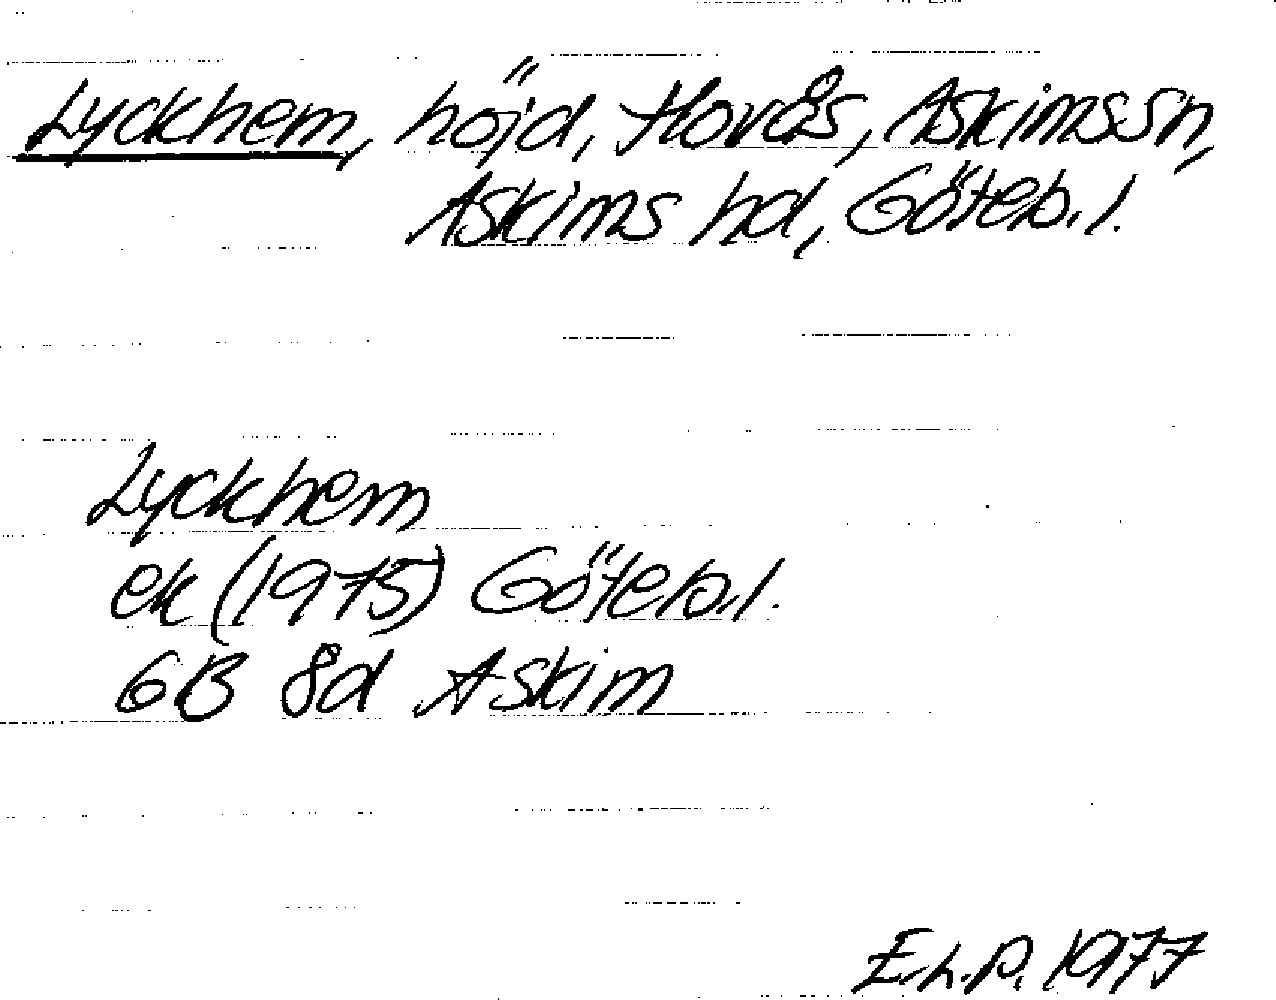 Lyckhem, höjd, Hovås, Askims sn,
Askims hd, Göteb. l.
Lyckhem
ek (1975) Göteb. l.
6B 8d Askim
E.L.P. 1977